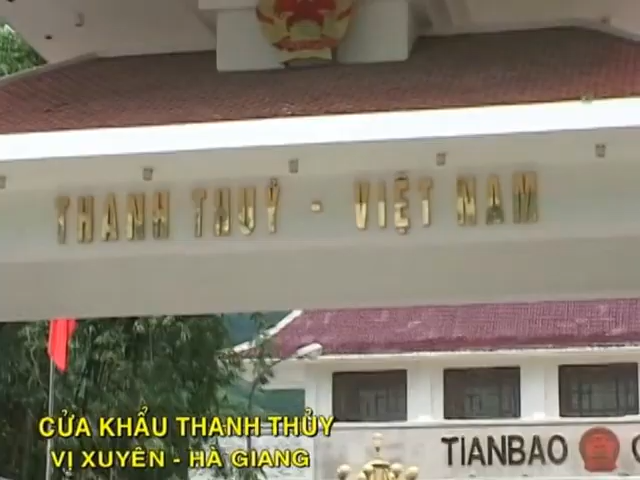 THANH THUỶ - VIỆT NAM
TIANBAO
CỬA KHẨU THANH THỦY
VỊ XUYÊN - HÀ GIANG